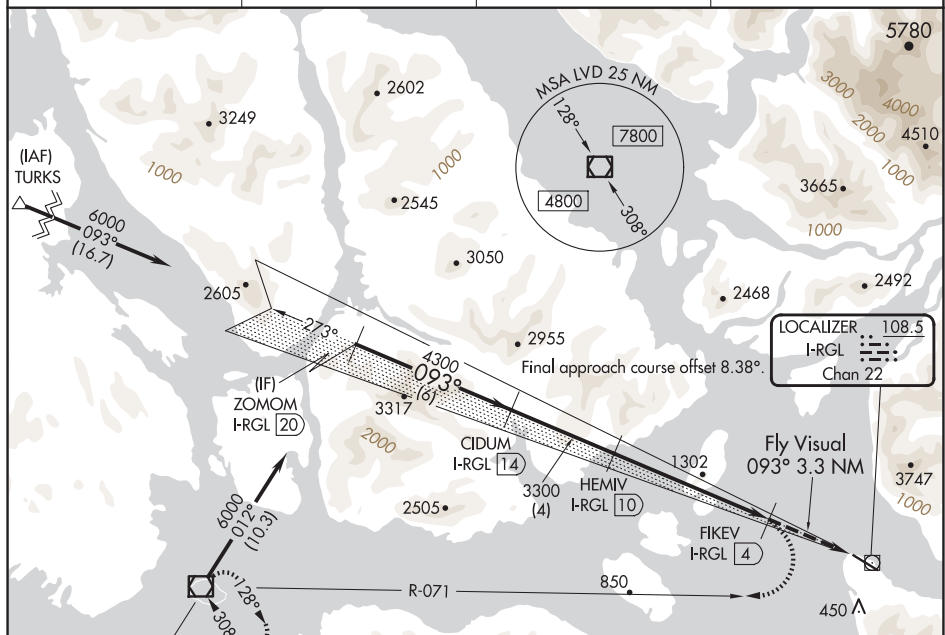 5780
3000
4000
2000
4510
1000
3665
1000
MSA LVD 25 NM
128°
7800
4800
308°
2602
3249
1000
1000
2545
3050
(IAF)
TURKS
6000
093°
(16.7)
2605
273°
2468
2492
2955
LOCALIZER 108.5
I-RGL
Chan 22
4300
093°
(6)
Final approach course offset 8.38°.
(IF)
ZOMOM
I-RGL 20
3317
2000
CIDUM
I-RGL 14
3300
(4)
HEMIV
I-RGL 10
1302
Fly Visual
093° 3.3 NM
3747
1000
2505
FIKEV
I-RGL 4
6000
012°
(10.3)
R-071
850
450
128°
308°